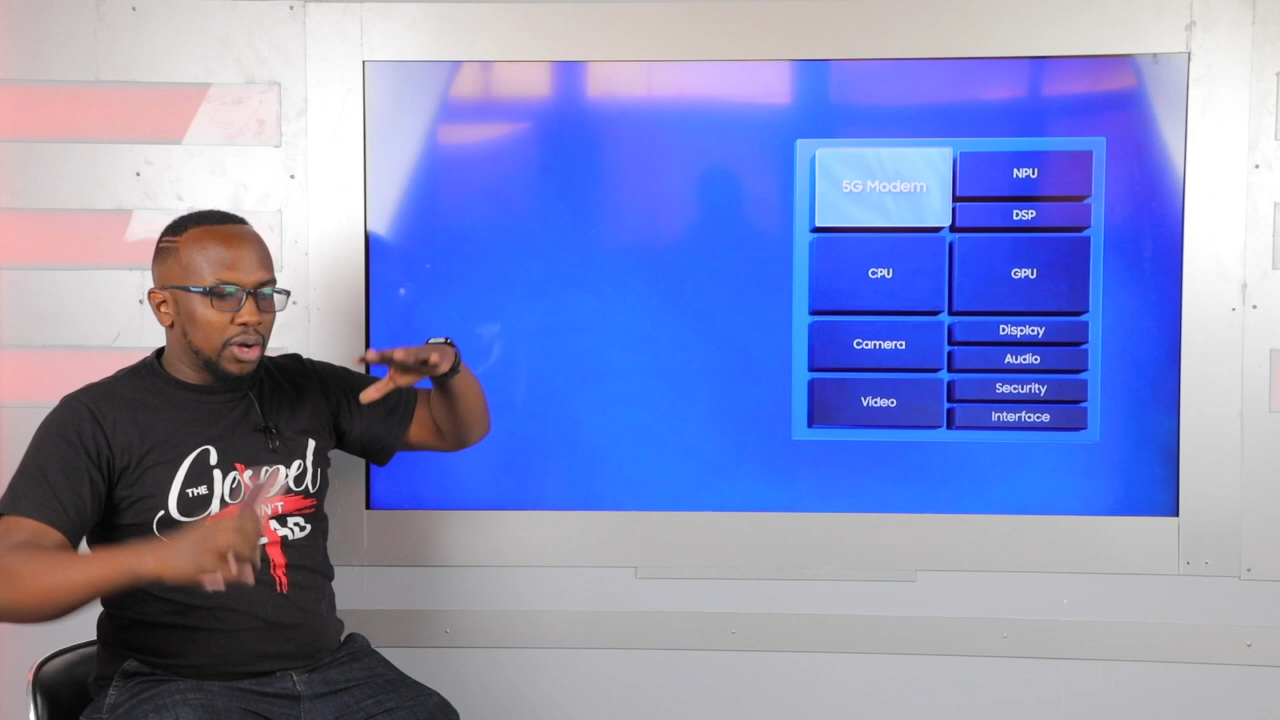 THE
Gospel
5G Modem
NPU
DSP
CPU
GPU
Camera
Display
Audio
Video
Security
Interface